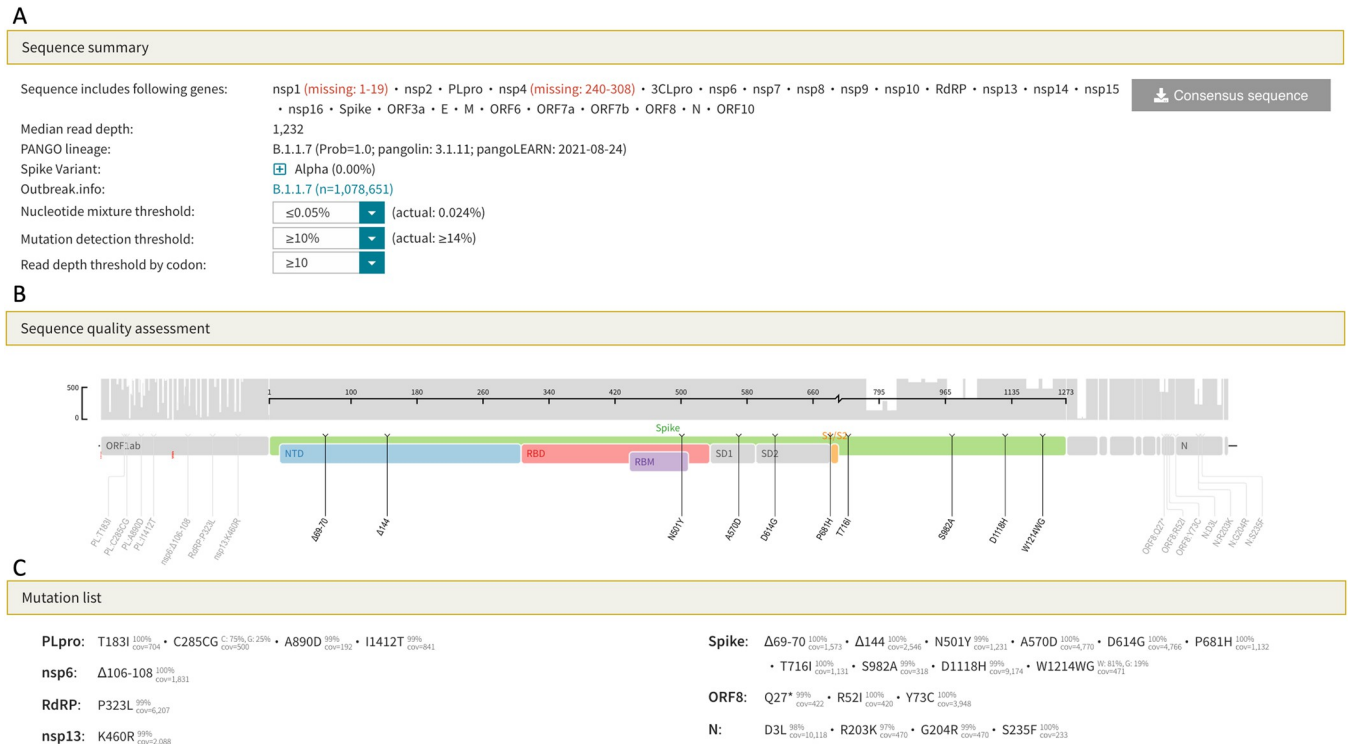 A
Sequence summary
Sequence includes following genes:
nsp1 (missing: 1-19) • nsp2 • PLpro • nsp4 (missing: 240-308) • 3CLpro • nsp6 • nsp7 • nsp8 • nsp9 • nsp10 • RdRP • nsp13 • nsp14 • nsp15
• nsp16 • Spike • ORF3a • E • M • ORF6 • ORF7a • ORF7b • ORF8 • N • ORF10
Consensus sequence
Median read depth: 1,232
PANGO lineage: B.1.1.7 (Prob=1.0; pangolin: 3.1.11; pangoLEARN: 2021-08-24)
Spike Variant: Alpha (0.00%)
Outbreak.info: B.1.1.7 (n=1,078,651)
Nucleotide mixture threshold: ≤0.05% (actual: 0.024%)
Mutation detection threshold: ≥10% (actual: ≥14%)
Read depth threshold by codon: ≥10
B
Sequence quality assessment
500
0
1 100 180 260 340 420 500 580 660 795 965 1135 1273
Spike
S1/S2
ORF1ab
N
NTD RBD RBM SD1 SD2
PL:T183I PL:C285CG PL:A890D PL:I1412T nsp6:Δ106-108 RdRP:P323L nsp13:K460R Δ69-70 Δ144 N501Y A570D D614G P681H T716I S982A D1118H W1214WG ORF8:Q27* ORF8:R52I ORF8:Y73C N:D3L N:R203K N:G204R N:S235F
C
Mutation list
PLpro: T183I 100% cov=704 • C285CG C: 75%, G: 25% cov=500 • A890D 99% cov=192 • I1412T 99% cov=841
nsp6: Δ106-108 100% cov=1,831
RdRP: P323L 99% cov=6,207
nsp13: K460R 99% cov=2,088
Spike: Δ69-70 100% cov=1,573 • Δ144 100% cov=2,546 • N501Y 99% cov=1,231 • A570D 100% cov=4,770 • D614G 100% cov=4,766 • P681H 100% cov=1,132
• T716I 100% cov=1,131 • S982A 99% cov=318 • D1118H 99% cov=9,174 • W1214WG W: 81%, G: 19% cov=471
ORF8: Q27* 99% cov=422 • R52I 100% cov=420 • Y73C 100% cov=3,948
N: D3L 98% cov=10,118 • R203K 97% cov=470 • G204R 99% cov=470 • S235F 100% cov=233